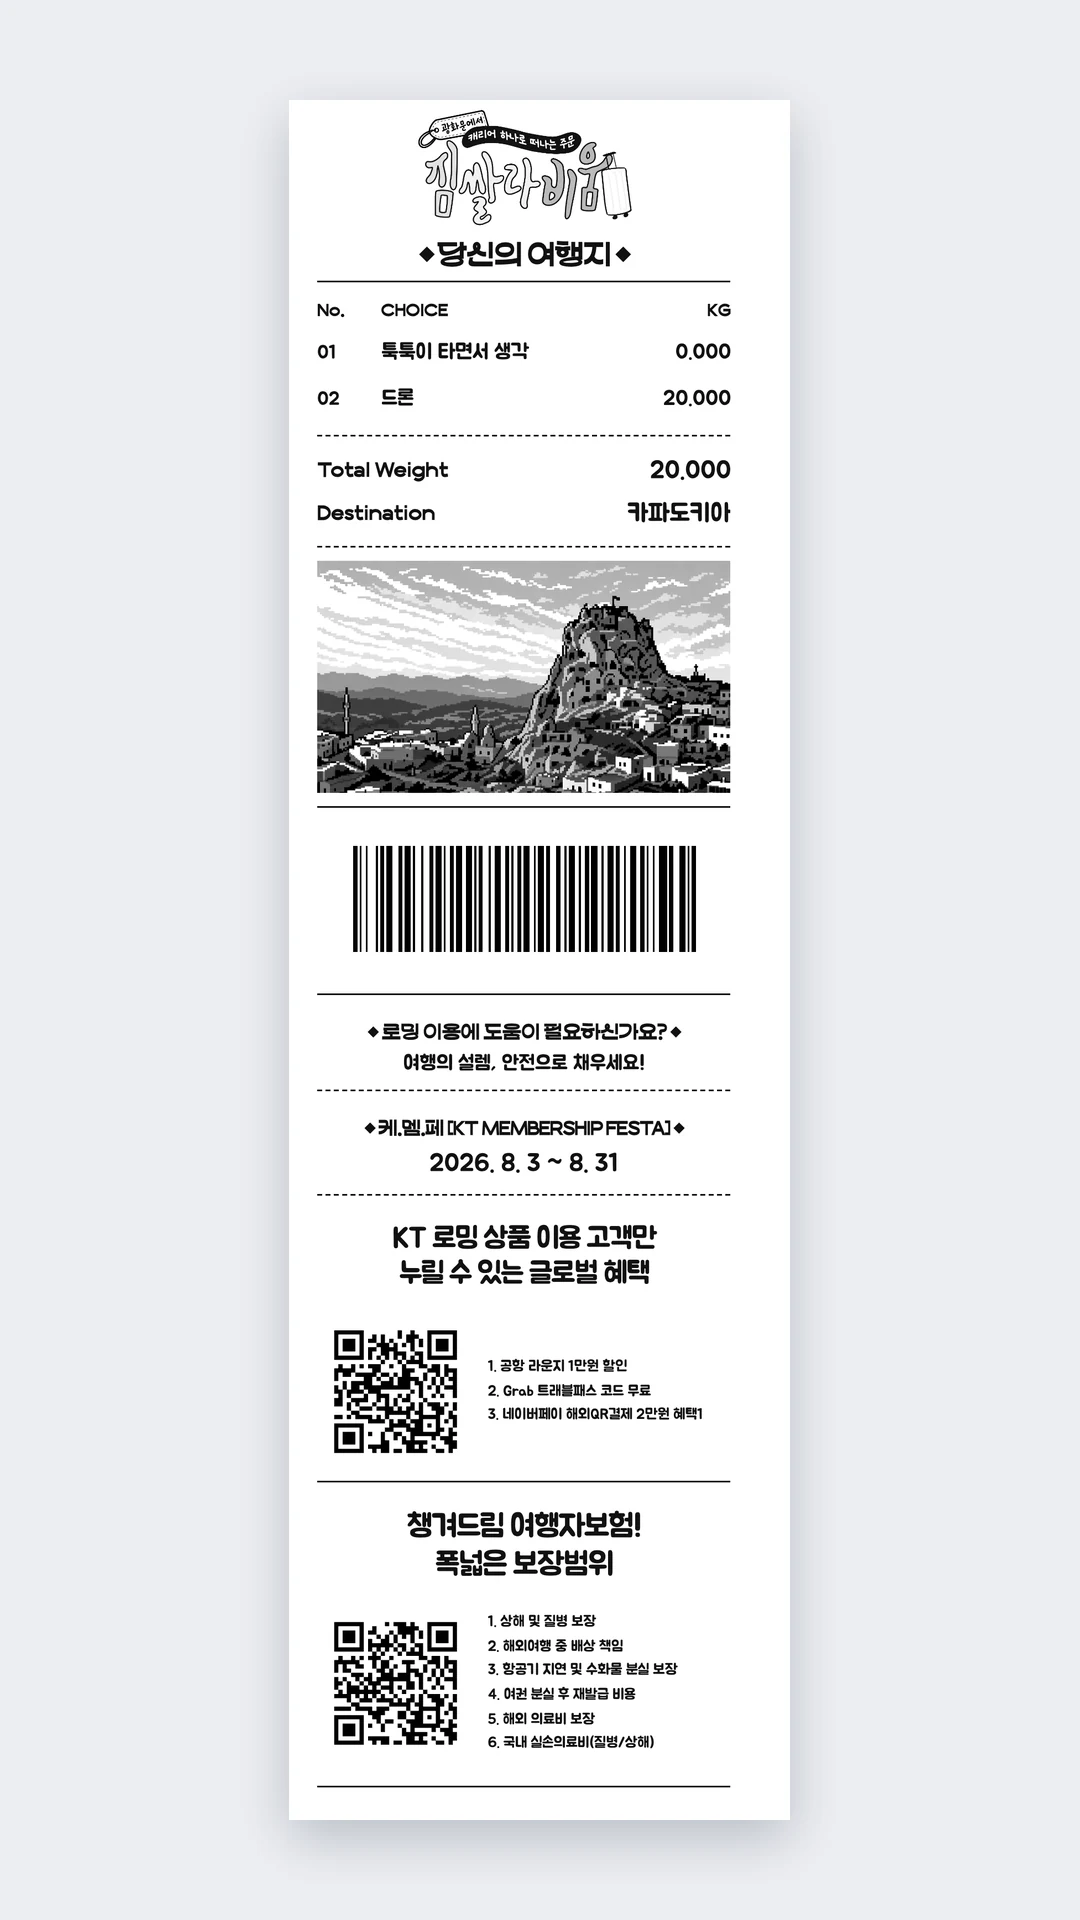 광화문에서
캐리어 하나로 떠나는 주문
찜쌀라비움
◆당신의 여행지◆
No. CHOICE KG
01 툭툭이 타면서 생각 0.000
02 드론 20.000
Total Weight 20.000
Destination 카파도키아
◆로밍 이용에 도움이 필요하신가요?◆
여행의 설렘, 안전으로 채우세요!
◆케.멤.페 [KT MEMBERSHIP FESTA]◆
2026. 8. 3 ~ 8. 31
KT 로밍 상품 이용 고객만
누릴 수 있는 글로벌 혜택
1. 공항 라운지 1만원 할인
2. Grab 트래블패스 코드 무료
3. 네이버페이 해외QR결제 2만원 혜택1
챙겨드림 여행자보험!
폭넓은 보장범위
1. 상해 및 질병 보장
2. 해외여행 중 배상 책임
3. 항공기 지연 및 수화물 분실 보장
4. 여권 분실 후 재발급 비용
5. 해외 의료비 보장
6. 국내 실손의료비(질병/상해)